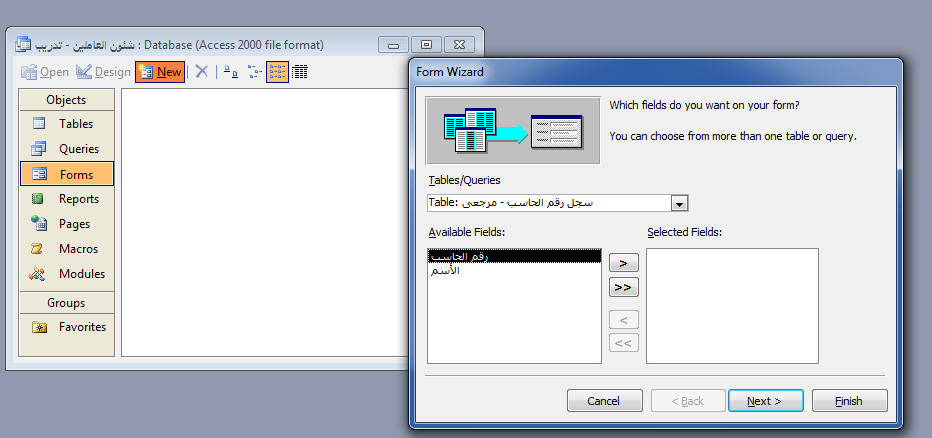 شئون العاملين - تدريب : Database (Access 2000 file format)
Open Design New
Objects
Tables
Queries
Forms
Reports
Pages
Macros
Modules
Groups
Favorites
Form Wizard
Which fields do you want on your form?
You can choose from more than one table or query.
Tables/Queries
Table: سجل رقم الحاسب - مرجعى
Available Fields:
Selected Fields:
رقم الحاسب
الأسم
>
>>
<
<<
Cancel < Back Next > Finish